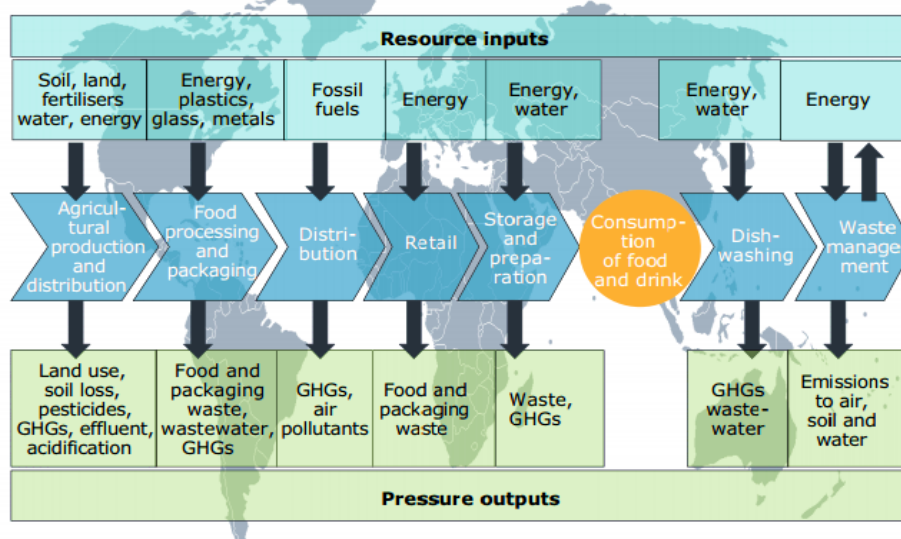 Resource inputs
Soil, land,
fertilisers
water, energy
Energy,
plastics,
glass, metals
Fossil
fuels
Energy
Energy,
water
Energy,
water
Energy
Agricul-
tural
production
and
distribution
Food
processing
and
packaging
Distri-
bution
Retail
Storage
and
prepa-
ration
Consump-
tion
of food
and drink
Dish-
washing
Waste
manage
ment
Land use,
soil loss,
pesticides,
GHGs, effluent,
acidification
Food and
packaging
waste,
wastewater,
GHGs
GHGs,
air
pollutants
Food and
packaging
waste
Waste,
GHGs
GHGs
waste-
water
Emissions
to air,
soil and
water
Pressure outputs